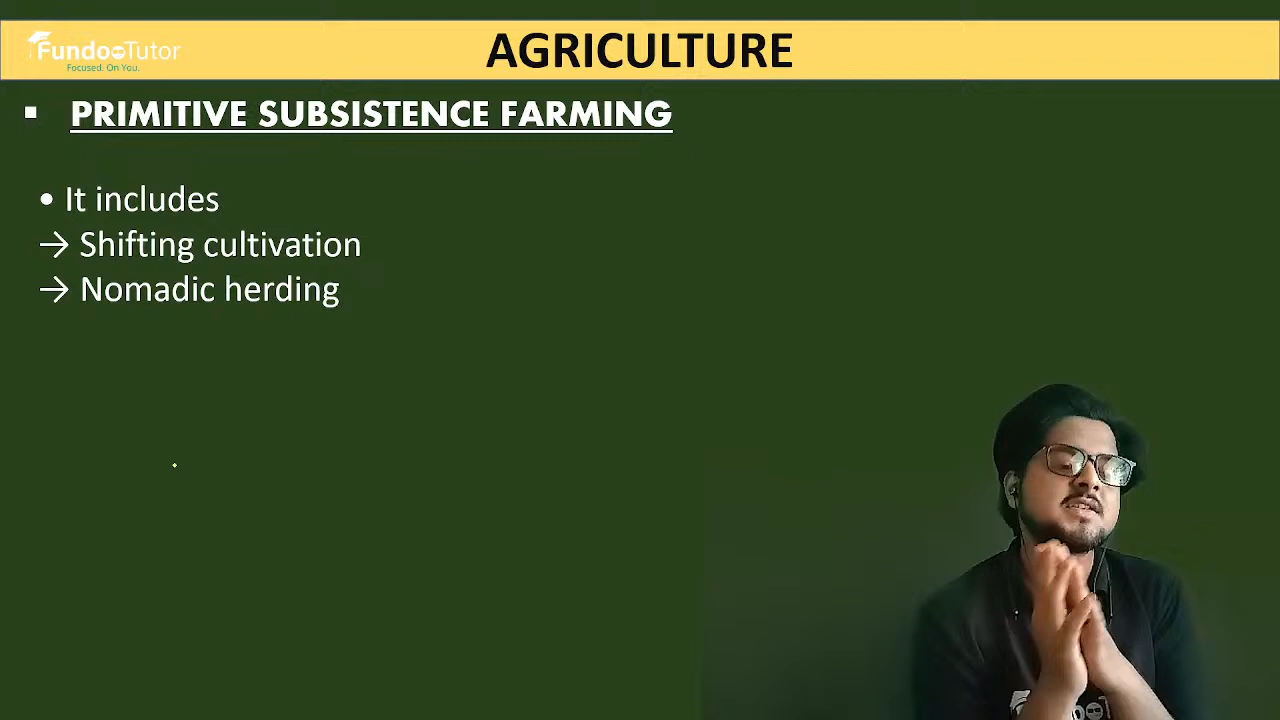 FundooTutor
Focused. On You.
AGRICULTURE
▪ PRIMITIVE SUBSISTENCE FARMING
• It includes
→ Shifting cultivation
→ Nomadic herding